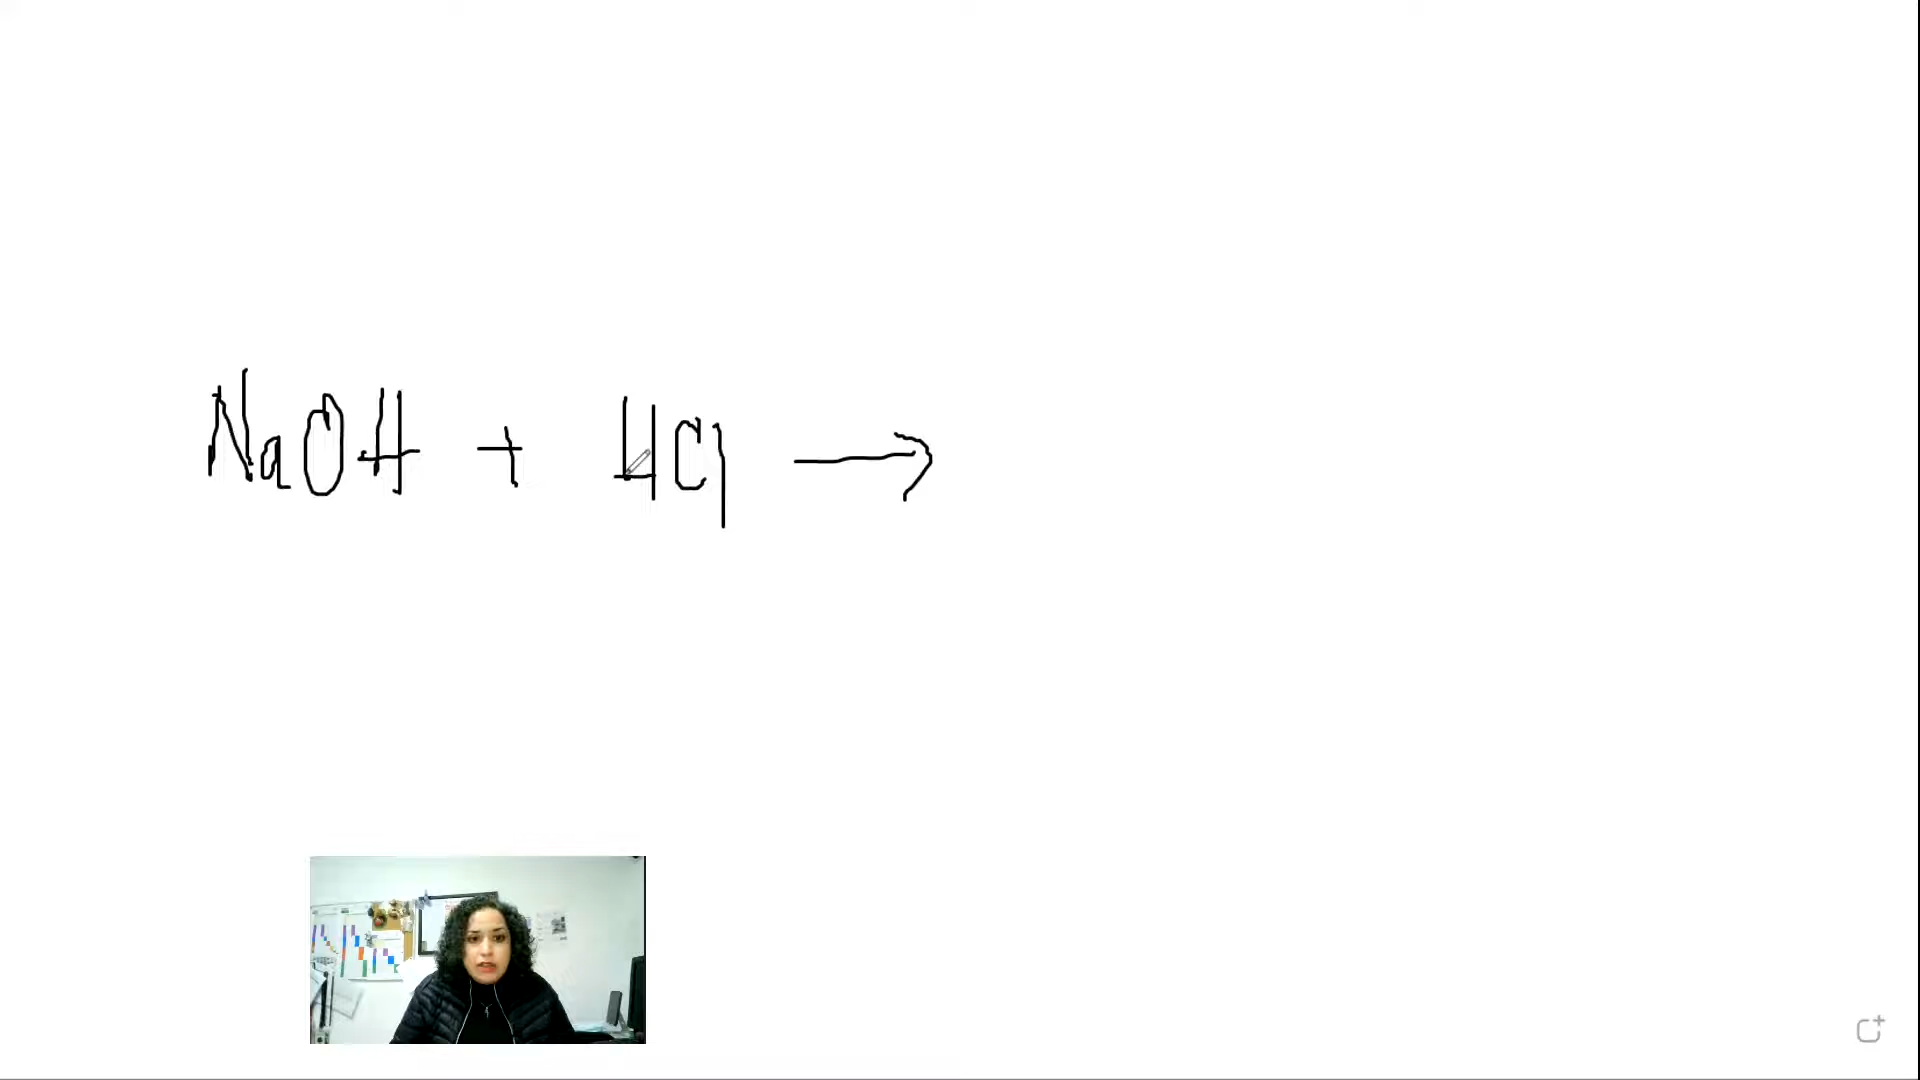 NaOH + HCl →